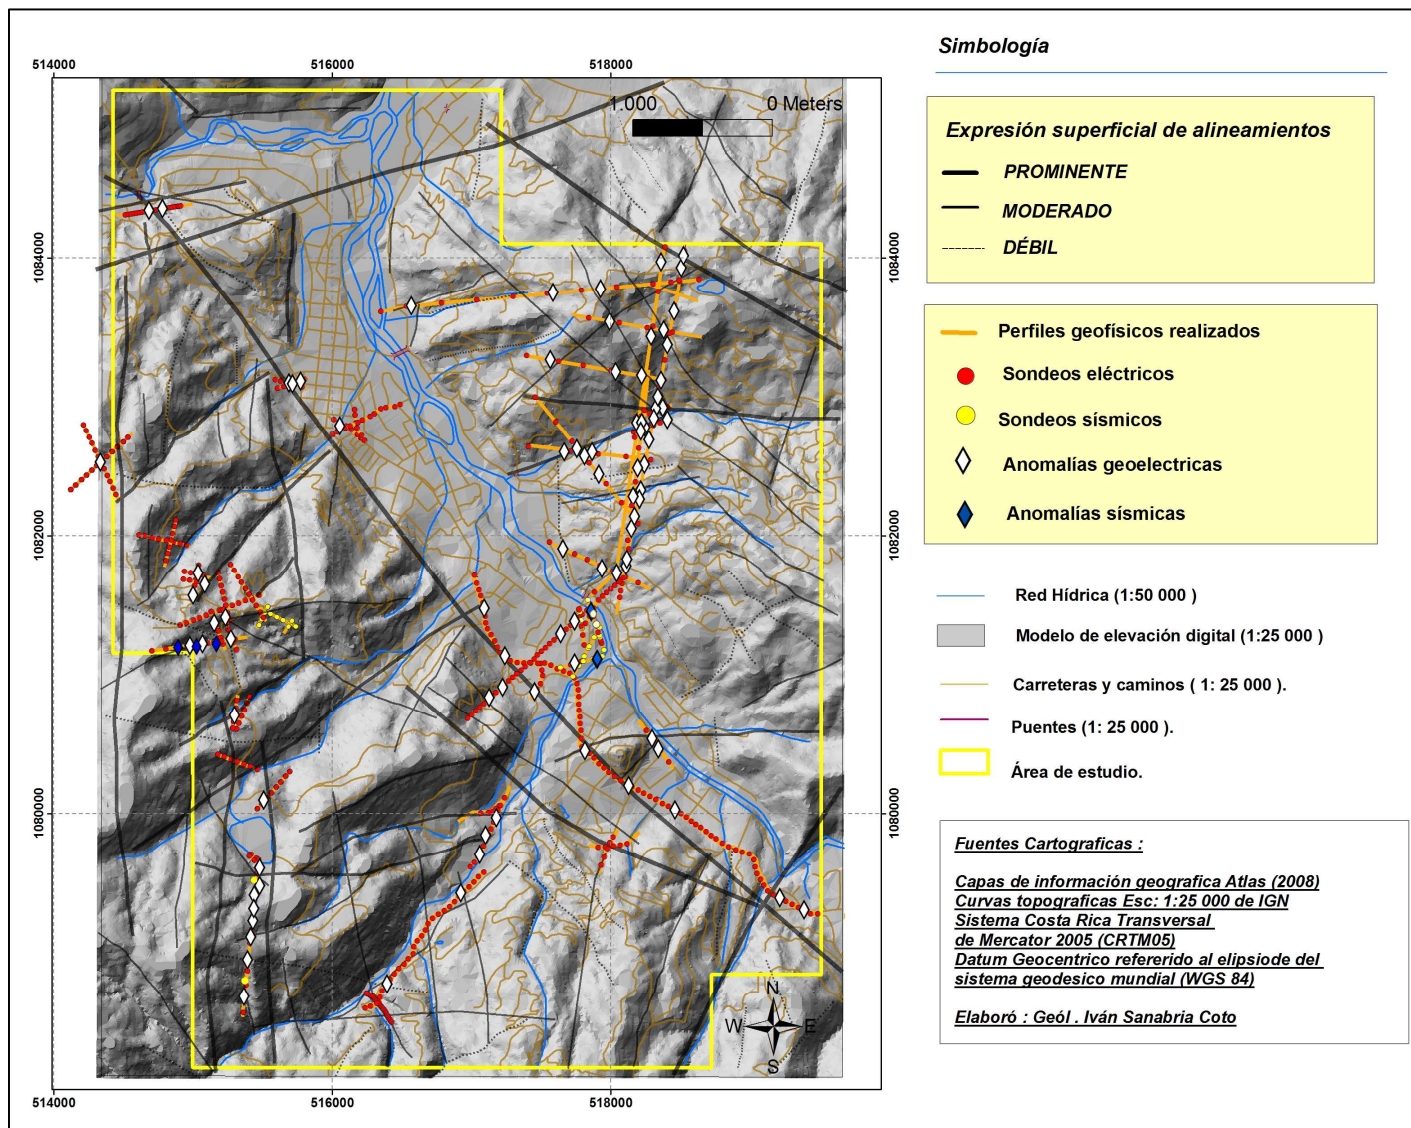 514000
516000
518000
1.000
0 Meters
1084000
1084000
1082000
1082000
1080000
1080000
N
W
E
S
514000
516000
518000
Simbología
Expresión superficial de alineamientos
PROMINENTE
MODERADO
DÉBIL
Perfiles geofísicos realizados
Sondeos eléctricos
Sondeos sísmicos
Anomalías geoelectricas
Anomalías sísmicas
Red Hídrica (1:50 000 )
Modelo de elevación digital (1:25 000 )
Carreteras y caminos ( 1: 25 000 ).
Puentes (1: 25 000 ).
Área de estudio.
Fuentes Cartograficas :
Capas de información geografica Atlas (2008)
Curvas topograficas Esc: 1:25 000 de IGN
Sistema Costa Rica Transversal
de Mercator 2005 (CRTM05)
Datum Geocentrico refererido al elipsiode del
sistema geodesico mundial (WGS 84)
Elaboró : Geól . Iván Sanabria Coto